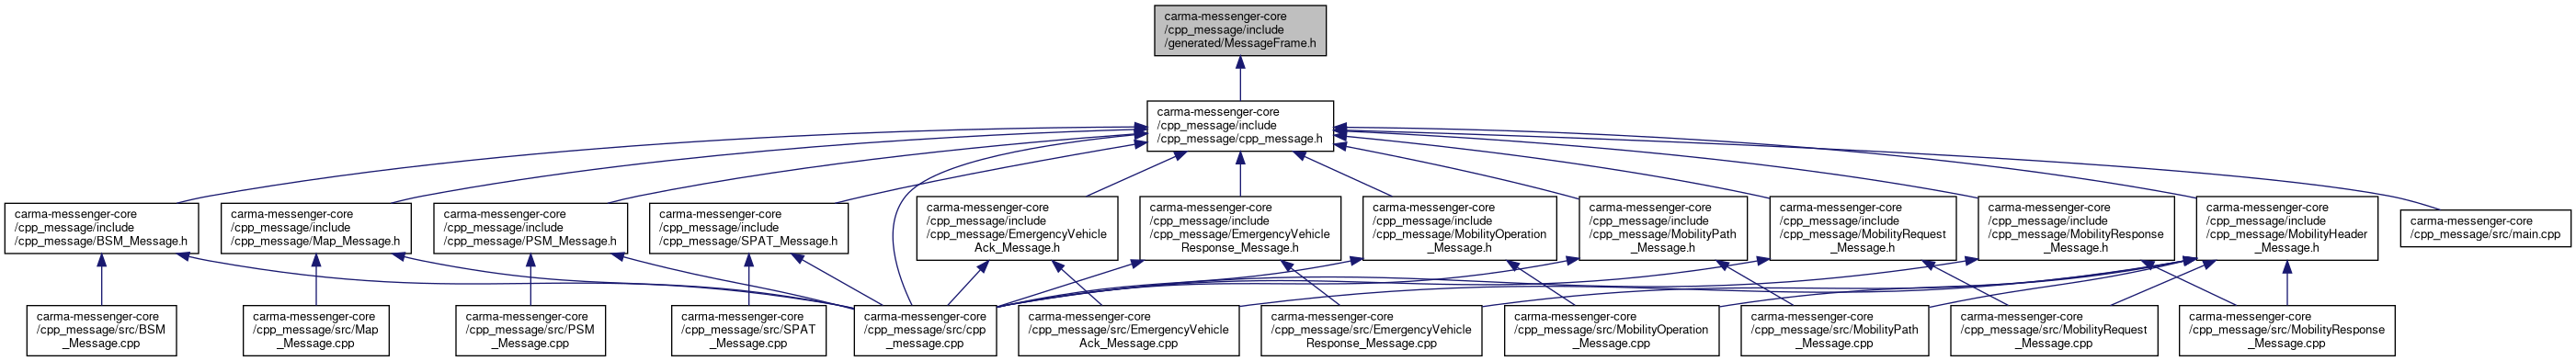 carma-messenger-core
/cpp_message/include
/generated/MessageFrame.h
carma-messenger-core
/cpp_message/include
/cpp_message/cpp_message.h
carma-messenger-core
/cpp_message/include
/cpp_message/BSM_Message.h
carma-messenger-core
/cpp_message/include
/cpp_message/Map_Message.h
carma-messenger-core
/cpp_message/include
/cpp_message/PSM_Message.h
carma-messenger-core
/cpp_message/include
/cpp_message/SPAT_Message.h
carma-messenger-core
/cpp_message/include
/cpp_message/EmergencyVehicle
Ack_Message.h
carma-messenger-core
/cpp_message/include
/cpp_message/EmergencyVehicle
Response_Message.h
carma-messenger-core
/cpp_message/include
/cpp_message/MobilityOperation
_Message.h
carma-messenger-core
/cpp_message/include
/cpp_message/MobilityPath
_Message.h
carma-messenger-core
/cpp_message/include
/cpp_message/MobilityRequest
_Message.h
carma-messenger-core
/cpp_message/include
/cpp_message/MobilityResponse
_Message.h
carma-messenger-core
/cpp_message/include
/cpp_message/MobilityHeader
_Message.h
carma-messenger-core
/cpp_message/src/main.cpp
carma-messenger-core
/cpp_message/src/BSM
_Message.cpp
carma-messenger-core
/cpp_message/src/Map
_Message.cpp
carma-messenger-core
/cpp_message/src/PSM
_Message.cpp
carma-messenger-core
/cpp_message/src/SPAT
_Message.cpp
carma-messenger-core
/cpp_message/src/cpp
_message.cpp
carma-messenger-core
/cpp_message/src/EmergencyVehicle
Ack_Message.cpp
carma-messenger-core
/cpp_message/src/EmergencyVehicle
Response_Message.cpp
carma-messenger-core
/cpp_message/src/MobilityOperation
_Message.cpp
carma-messenger-core
/cpp_message/src/MobilityPath
_Message.cpp
carma-messenger-core
/cpp_message/src/MobilityRequest
_Message.cpp
carma-messenger-core
/cpp_message/src/MobilityResponse
_Message.cpp